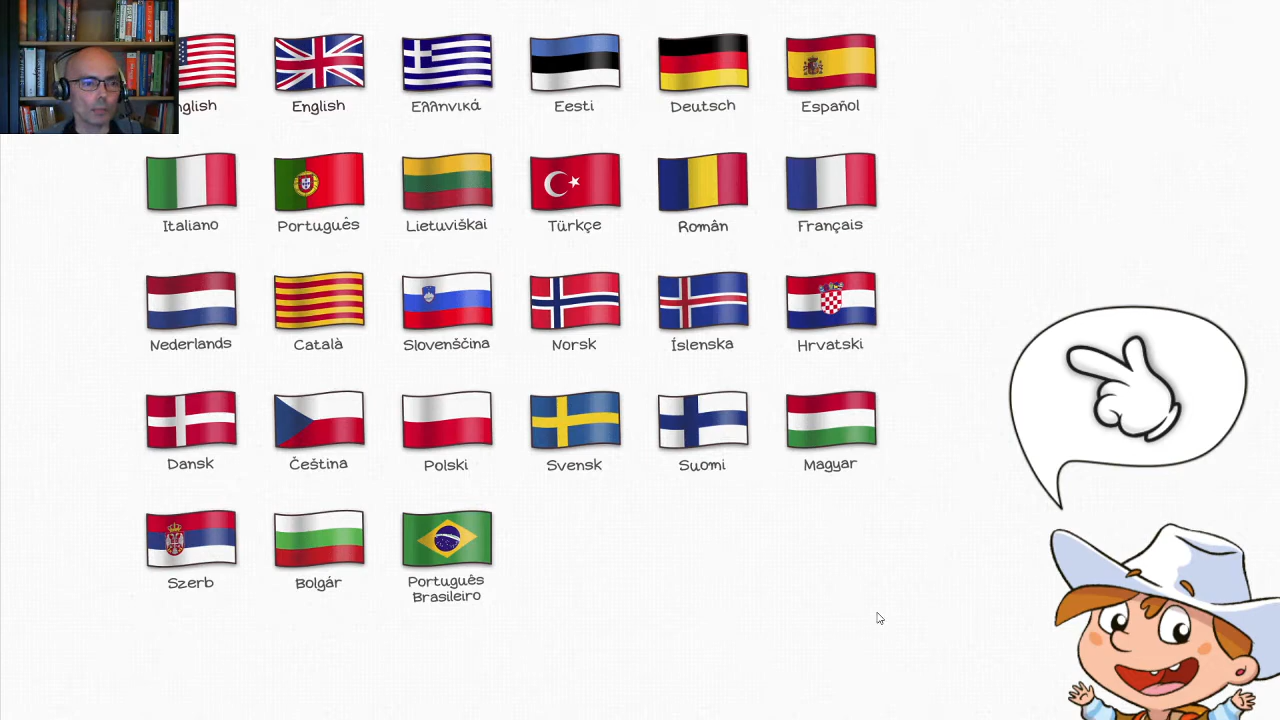 nglish
English
Ελληνικά
Eesti
Deutsch
Español
Italiano
Português
Lietuviškai
Türkçe
Român
Français
Nederlands
Català
Slovenščina
Norsk
Íslenska
Hrvatski
Dansk
Čeština
Polski
Svensk
Suomi
Magyar
Szerb
Bolgár
Português
Brasileiro